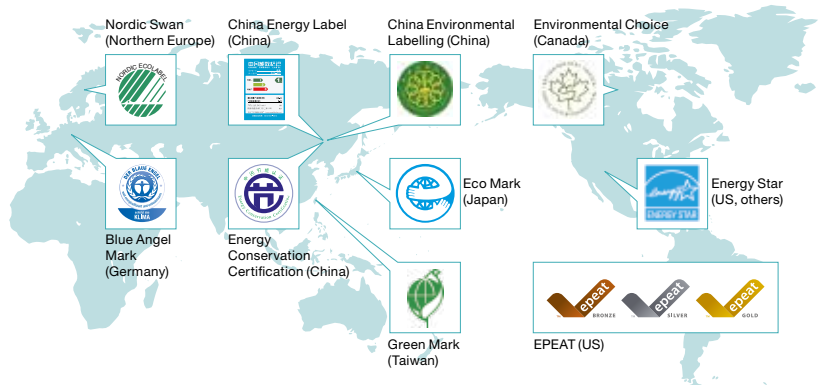 Nordic Swan
(Northern Europe)
China Energy Label
(China)
China Environmental
Labelling (China)
Environmental Choice
(Canada)
NORDIC ECOLABEL
DER BLAUE ENGEL
KLIMA
Blue Angel
Mark
(Germany)
Energy
Conservation
Certification (China)
Eco Mark
(Japan)
energy
ENERGY STAR
Energy Star
(US, others)
Green Mark
(Taiwan)
epeat
BRONZE
epeat
SILVER
epeat
GOLD
EPEAT (US)